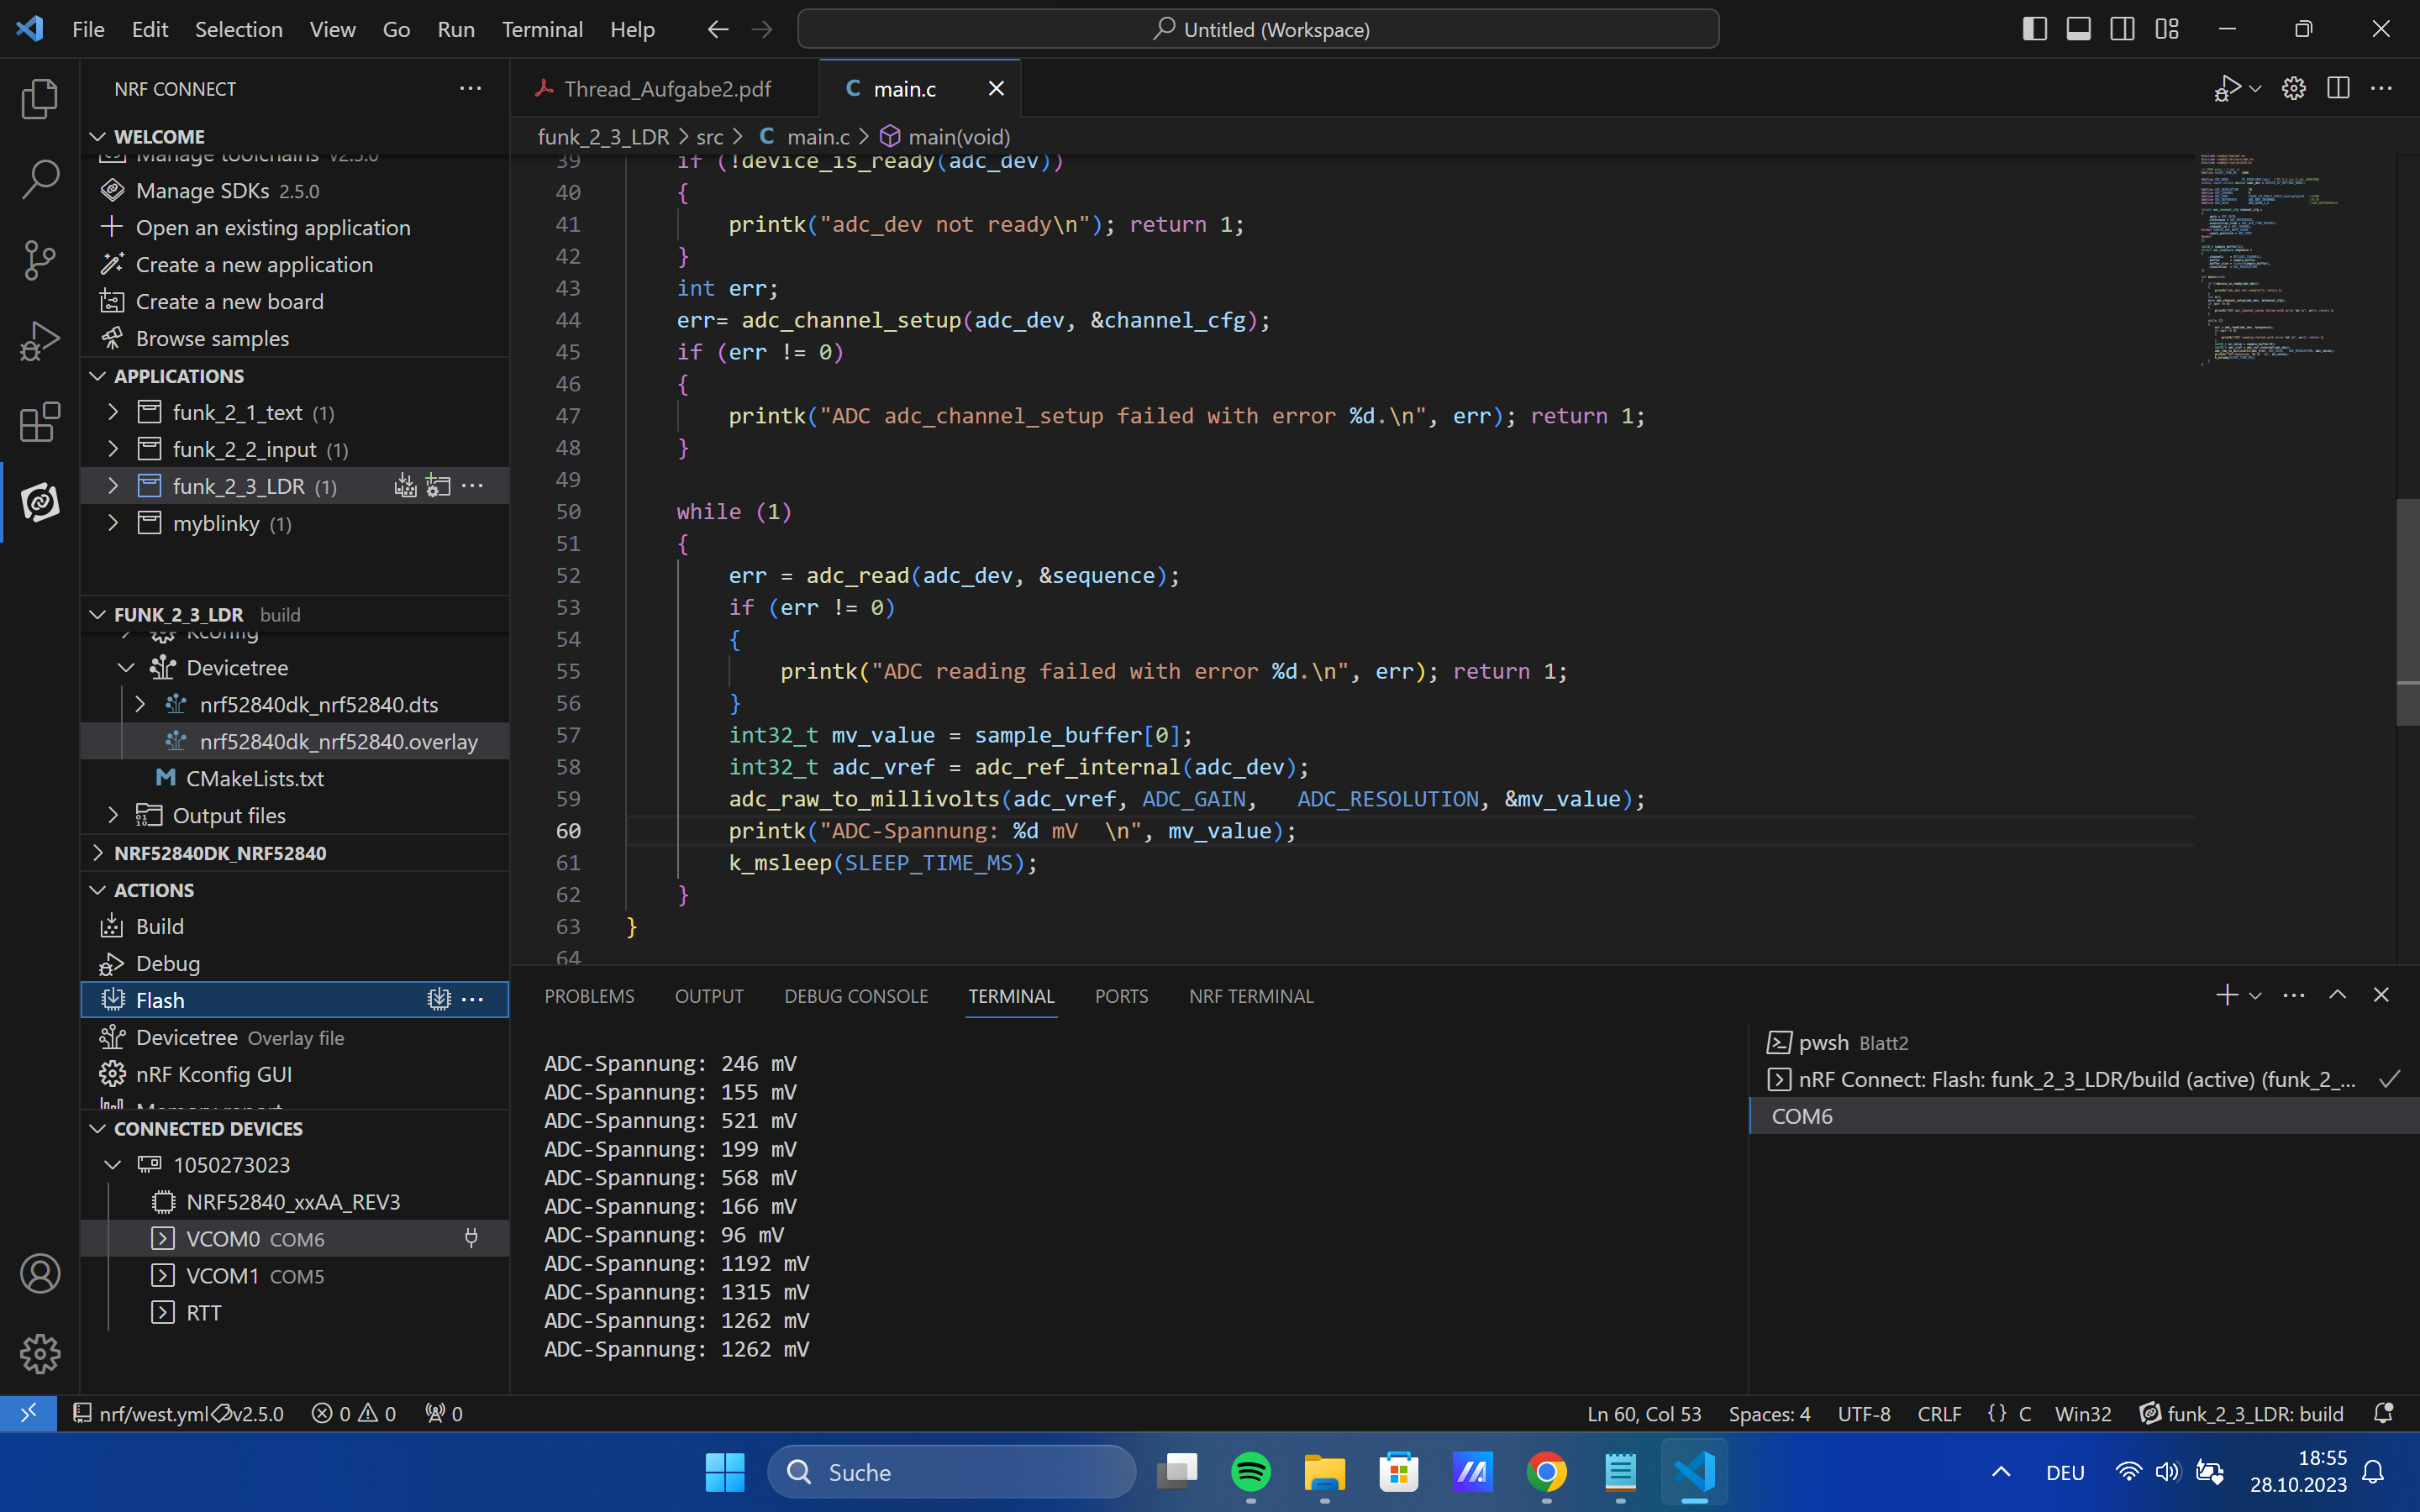 File Edit Selection View Go Run Terminal Help
Untitled (Workspace)
NRF CONNECT
WELCOME
Manage toolchains v2.5.0
Manage SDKs 2.5.0
Open an existing application
Create a new application
Create a new board
Browse samples
APPLICATIONS
funk_2_1_text (1)
funk_2_2_input (1)
funk_2_3_LDR (1)
myblinky (1)
FUNK_2_3_LDR build
Kconfig
Devicetree
nrf52840dk_nrf52840.dts
nrf52840dk_nrf52840.overlay
CMakeLists.txt
Output files
NRF52840DK_NRF52840
ACTIONS
Build
Debug
Flash
Devicetree Overlay file
nRF Kconfig GUI
Memory report
CONNECTED DEVICES
1050273023
NRF52840_xxAA_REV3
VCOM0 COM6
VCOM1 COM5
RTT
Thread_Aufgabe2.pdf
C main.c
funk_2_3_LDR > src > C main.c > main(void)
39 if (!device_is_ready(adc_dev))
40 {
41 printk("adc_dev not ready\n"); return 1;
42 }
43 int err;
44 err= adc_channel_setup(adc_dev, &channel_cfg);
45 if (err != 0)
46 {
47 printk("ADC adc_channel_setup failed with error %d.\n", err); return 1;
48 }
49
50 while (1)
51 {
52 err = adc_read(adc_dev, &sequence);
53 if (err != 0)
54 {
55 printk("ADC reading failed with error %d.\n", err); return 1;
56 }
57 int32_t mv_value = sample_buffer[0];
58 int32_t adc_vref = adc_ref_internal(adc_dev);
59 adc_raw_to_millivolts(adc_vref, ADC_GAIN,   ADC_RESOLUTION, &mv_value);
60 printk("ADC-Spannung: %d mV  \n", mv_value);
61 k_msleep(SLEEP_TIME_MS);
62 }
63 }
64
PROBLEMS OUTPUT DEBUG CONSOLE TERMINAL PORTS NRF TERMINAL
ADC-Spannung: 246 mV
ADC-Spannung: 155 mV
ADC-Spannung: 521 mV
ADC-Spannung: 199 mV
ADC-Spannung: 568 mV
ADC-Spannung: 166 mV
ADC-Spannung: 96 mV
ADC-Spannung: 1192 mV
ADC-Spannung: 1315 mV
ADC-Spannung: 1262 mV
ADC-Spannung: 1262 mV
pwsh Blatt2
nRF Connect: Flash: funk_2_3_LDR/build (active) (funk_2_...
COM6
nrf/west.yml v2.5.0 0 0 0
Ln 60, Col 53 Spaces: 4 UTF-8 CRLF {} C Win32 funk_2_3_LDR: build
Suche
DEU
18:55
28.10.2023